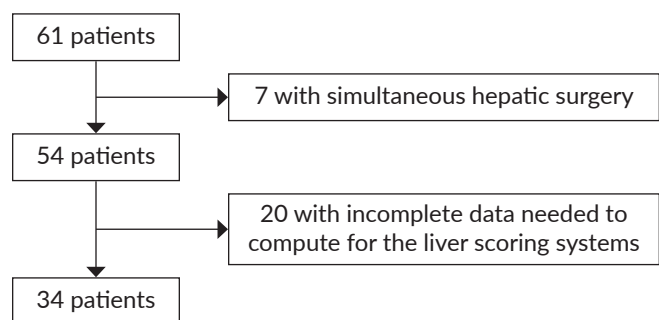 61 patients
7 with simultaneous hepatic surgery
54 patients
20 with incomplete data needed to
compute for the liver scoring systems
34 patients